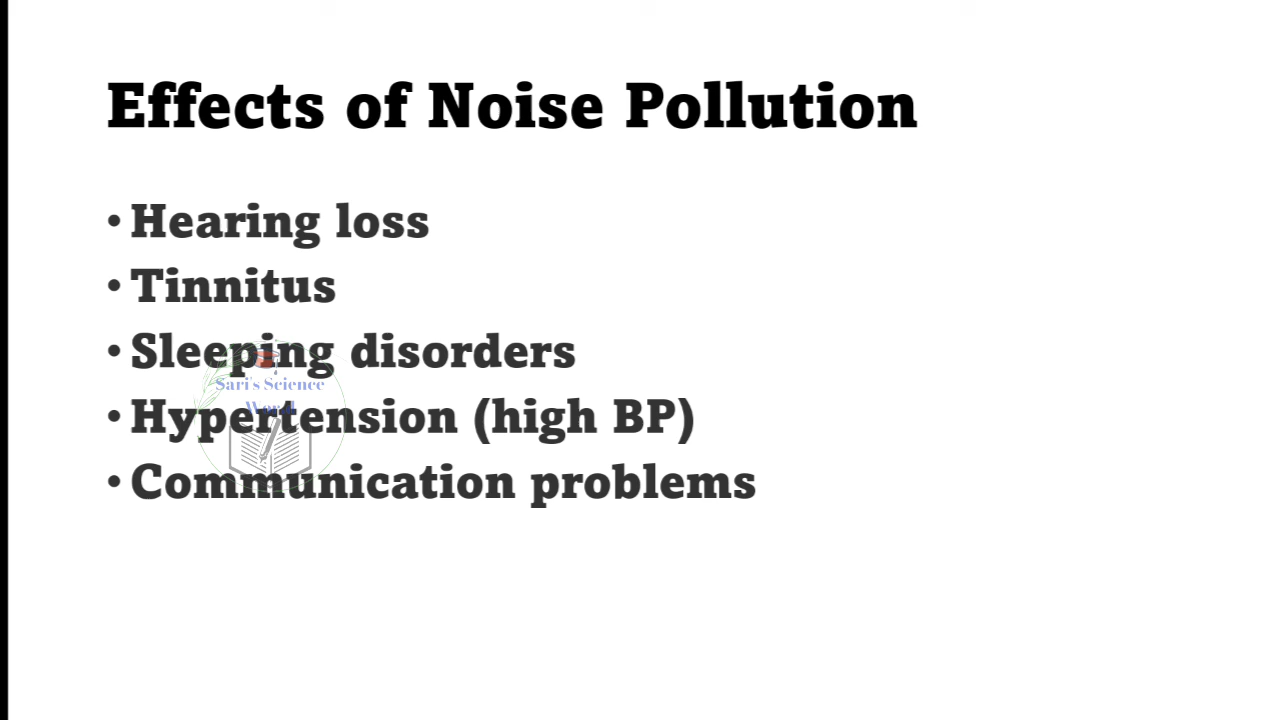 Effects of Noise Pollution
• Hearing loss
• Tinnitus
• Sleeping disorders
• Hypertension (high BP)
• Communication problems
Sari's Science